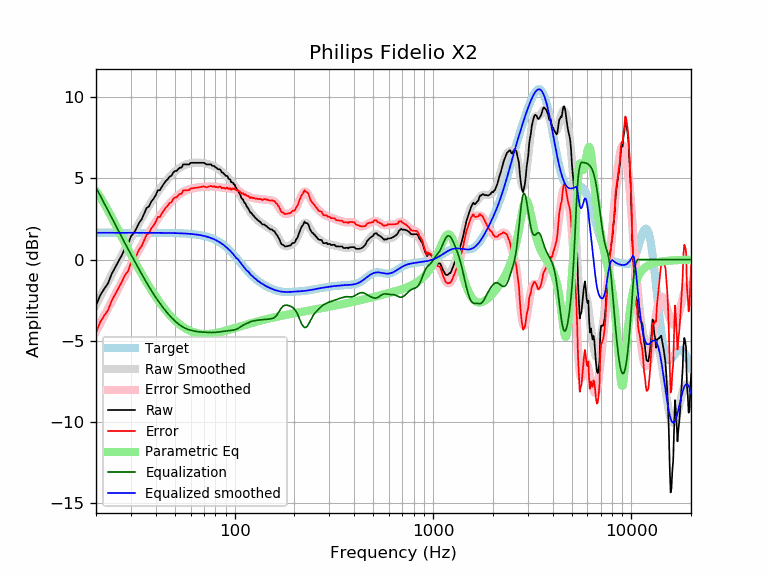 Philips Fidelio X2
Amplitude (dBr)
10
5
0
−5
−10
−15
Target
Raw Smoothed
Error Smoothed
Raw
Error
Parametric Eq
Equalization
Equalized smoothed
100
1000
10000
Frequency (Hz)